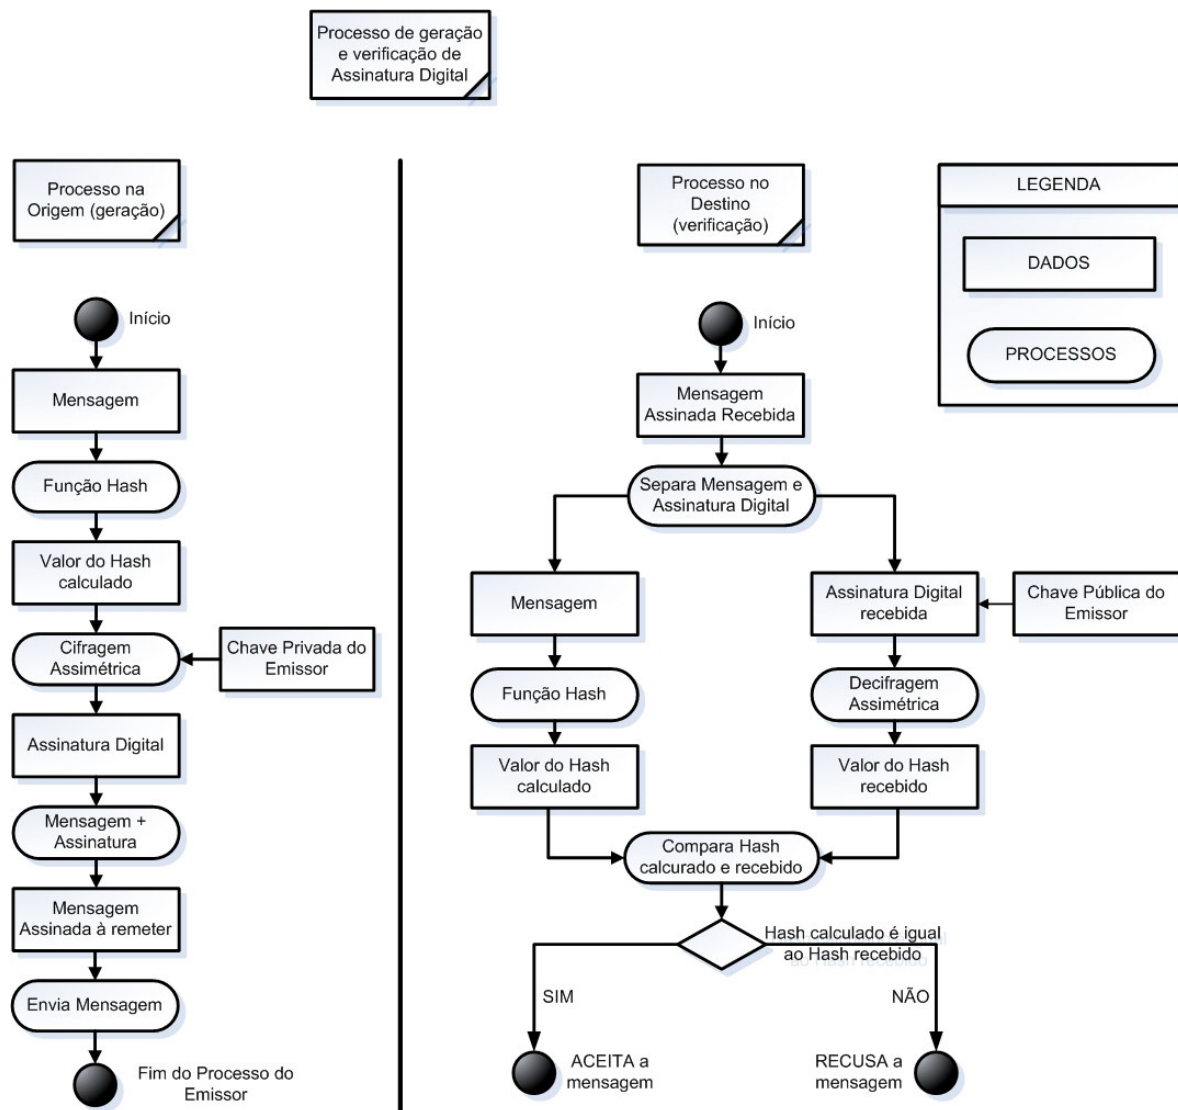 Processo de geração
e verificação de
Assinatura Digital
Processo na
Origem (geração)
Início
Mensagem
Função Hash
Valor do Hash
calculado
Cifragem
Assimétrica
Chave Privada do
Emissor
Assinatura Digital
Mensagem +
Assinatura
Mensagem
Assinada à remeter
Envia Mensagem
Fim do Processo do
Emissor
Processo no
Destino
(verificação)
Início
Mensagem
Assinada Recebida
Separa Mensagem e
Assinatura Digital
Mensagem
Função Hash
Valor do Hash
calculado
Assinatura Digital
recebida
Chave Pública do
Emissor
Decifragem
Assimétrica
Valor do Hash
recebido
Compara Hash
calcurado e recebido
Hash calculado é igual
ao Hash recebido
SIM
NÃO
ACEITA a
mensagem
RECUSA a
mensagem
LEGENDA
DADOS
PROCESSOS